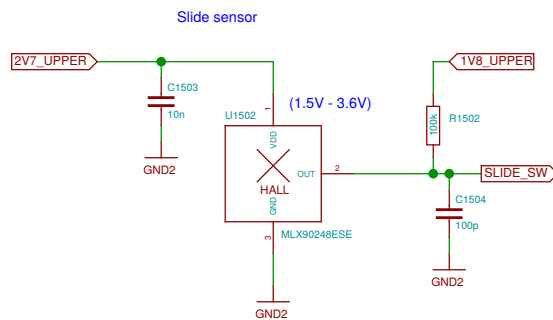 Slide sensor
2V7_UPPER
1V8_UPPER
C1503
10n
GND2
U1502
(1.5V - 3.6V)
1
VDD
HALL
OUT
2
GND
3
MLX90248ESE
GND2
100k
R1502
SLIDE_SW
C1504
100p
GND2